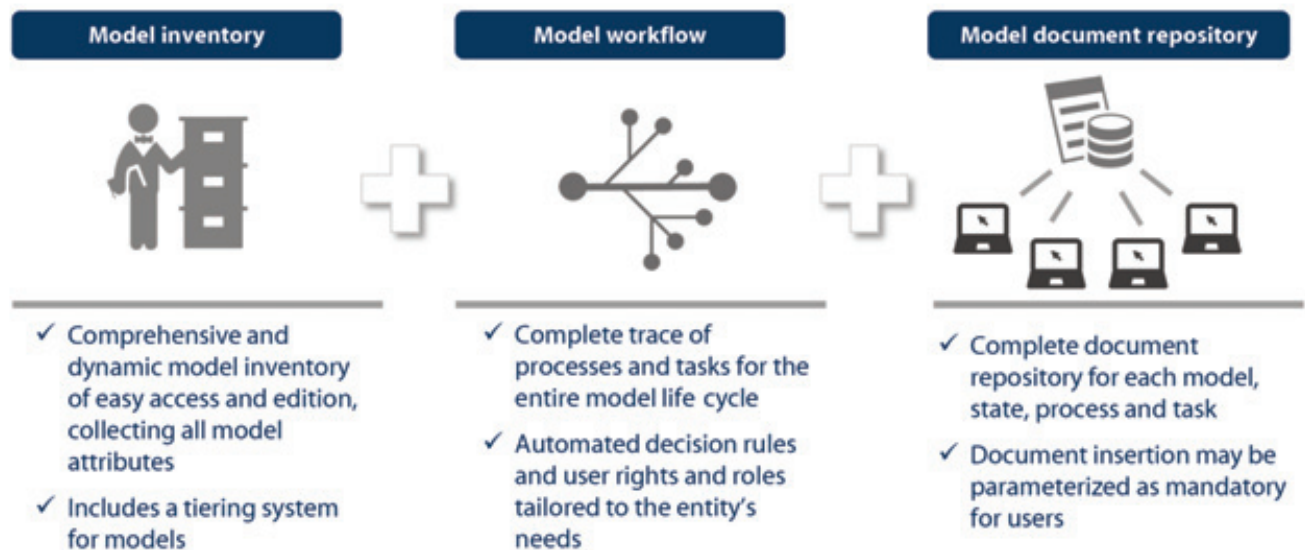 Model inventory
Model workflow
Model document repository
✓ Comprehensive and
dynamic model inventory
of easy access and edition,
collecting all model
attributes
✓ Includes a tiering system
for models
✓ Complete trace of
processes and tasks for the
entire model life cycle
✓ Automated decision rules
and user rights and roles
tailored to the entity's
needs
✓ Complete document
repository for each model,
state, process and task
✓ Document insertion may be
parameterized as mandatory
for users